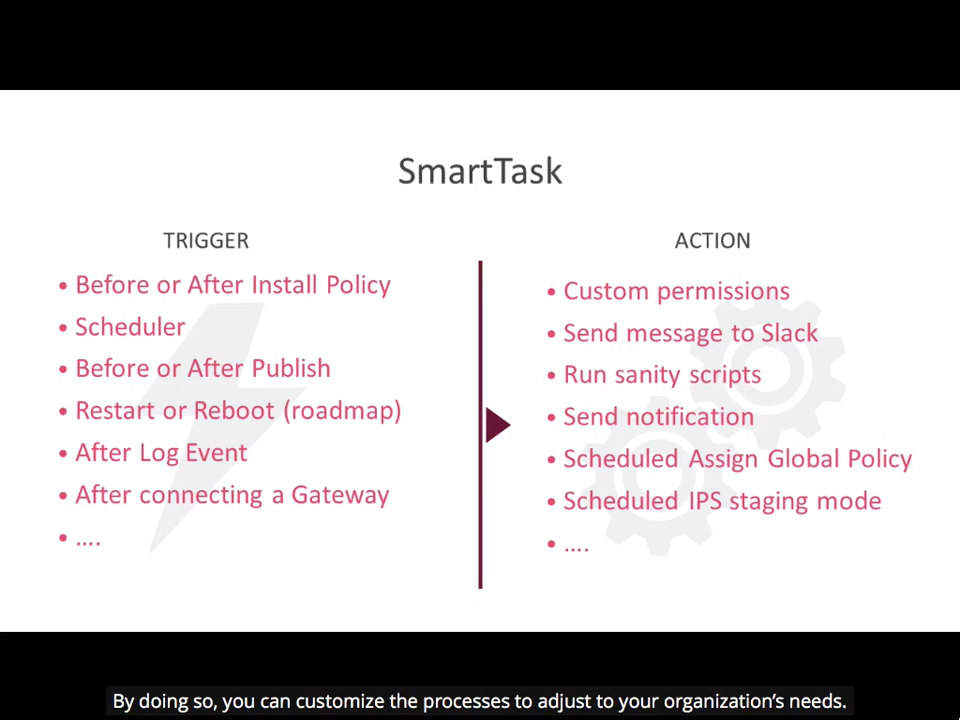 SmartTask
TRIGGER
• Before or After Install Policy
• Scheduler
• Before or After Publish
• Restart or Reboot (roadmap)
• After Log Event
• After connecting a Gateway
• ....
ACTION
• Custom permissions
• Send message to Slack
• Run sanity scripts
• Send notification
• Scheduled Assign Global Policy
• Scheduled IPS staging mode
• ....
By doing so, you can customize the processes to adjust to your organization’s needs.